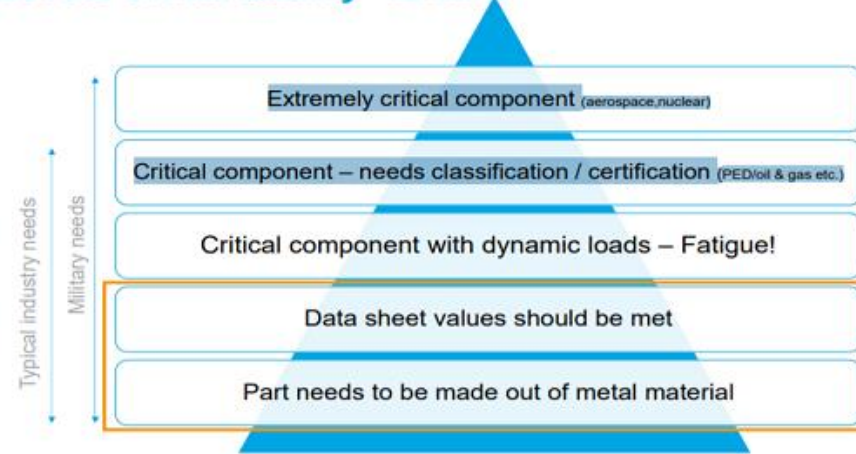 Extremely critical component (aerospace,nuclear)
Critical component – needs classification / certification (PED/oil & gas etc.)
Critical component with dynamic loads – Fatigue!
Data sheet values should be met
Part needs to be made out of metal material
Typical industry needs
Military needs